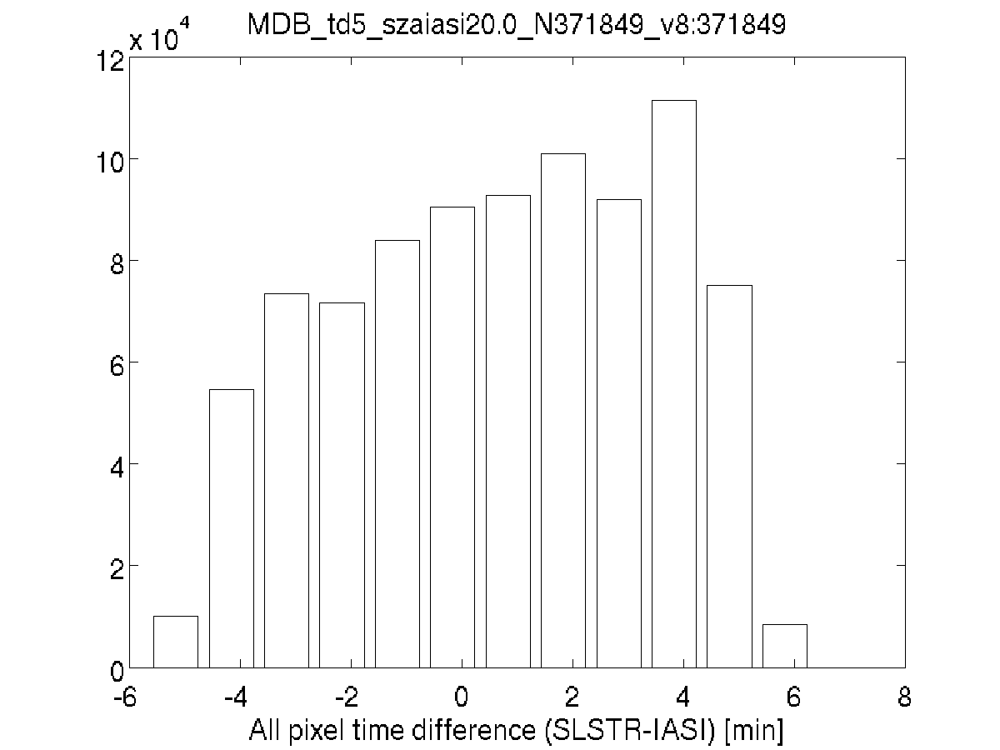 MDB_td5_szaiasi20.0_N371849_v8:371849
x 10^4
12
10
8
6
4
2
0
-6 -4 -2 0 2 4 6 8
All pixel time difference (SLSTR-IASI) [min]